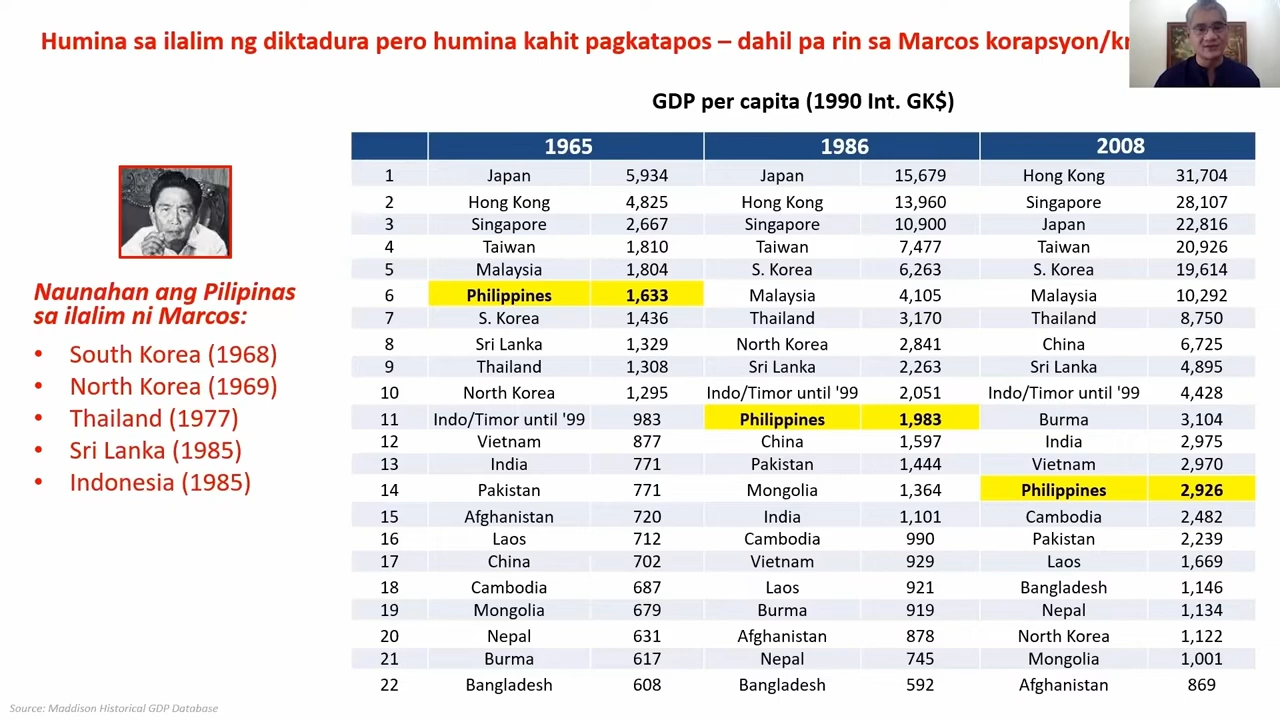 Humina sa ilalim ng diktadura pero humina kahit pagkatapos – dahil pa rin sa Marcos korapsyon/
GDP per capita (1990 Int. GK$)
1965 1986 2008
1 Japan 5,934 Japan 15,679 Hong Kong 31,704
2 Hong Kong 4,825 Hong Kong 13,960 Singapore 28,107
3 Singapore 2,667 Singapore 10,900 Japan 22,816
4 Taiwan 1,810 Taiwan 7,477 Taiwan 20,926
5 Malaysia 1,804 S. Korea 6,263 S. Korea 19,614
6 Philippines 1,633 Malaysia 4,105 Malaysia 10,292
7 S. Korea 1,436 Thailand 3,170 Thailand 8,750
8 Sri Lanka 1,329 North Korea 2,841 China 6,725
9 Thailand 1,308 Sri Lanka 2,263 Sri Lanka 4,895
10 North Korea 1,295 Indo/Timor until '99 2,051 Indo/Timor until '99 4,428
11 Indo/Timor until '99 983 Philippines 1,983 Burma 3,104
12 Vietnam 877 China 1,597 India 2,975
13 India 771 Pakistan 1,444 Vietnam 2,970
14 Pakistan 771 Mongolia 1,364 Philippines 2,926
15 Afghanistan 720 India 1,101 Cambodia 2,482
16 Laos 712 Cambodia 990 Pakistan 2,239
17 China 702 Vietnam 929 Laos 1,669
18 Cambodia 687 Laos 921 Bangladesh 1,146
19 Mongolia 679 Burma 919 Nepal 1,134
20 Nepal 631 Afghanistan 878 North Korea 1,122
21 Burma 617 Nepal 745 Mongolia 1,001
22 Bangladesh 608 Bangladesh 592 Afghanistan 869
Naunahan ang Pilipinas
sa ilalim ni Marcos:
• South Korea (1968)
• North Korea (1969)
• Thailand (1977)
• Sri Lanka (1985)
• Indonesia (1985)
Source: Maddison Historical GDP Database